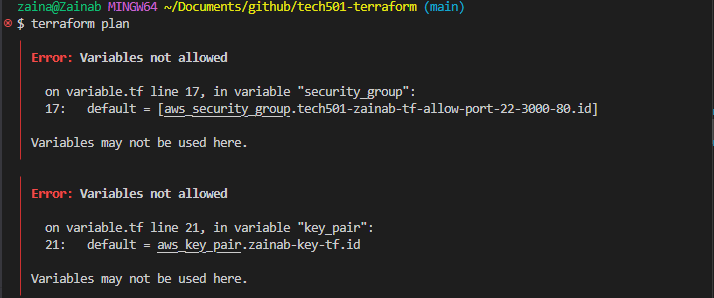 zaina@Zainab MINGW64 ~/Documents/github/tech501-terraform (main)
$ terraform plan
Error: Variables not allowed
on variable.tf line 17, in variable "security_group":
17: default = [aws_security_group.tech501-zainab-tf-allow-port-22-3000-80.id]
Variables may not be used here.
Error: Variables not allowed
on variable.tf line 21, in variable "key_pair":
21: default = aws_key_pair.zainab-key-tf.id
Variables may not be used here.